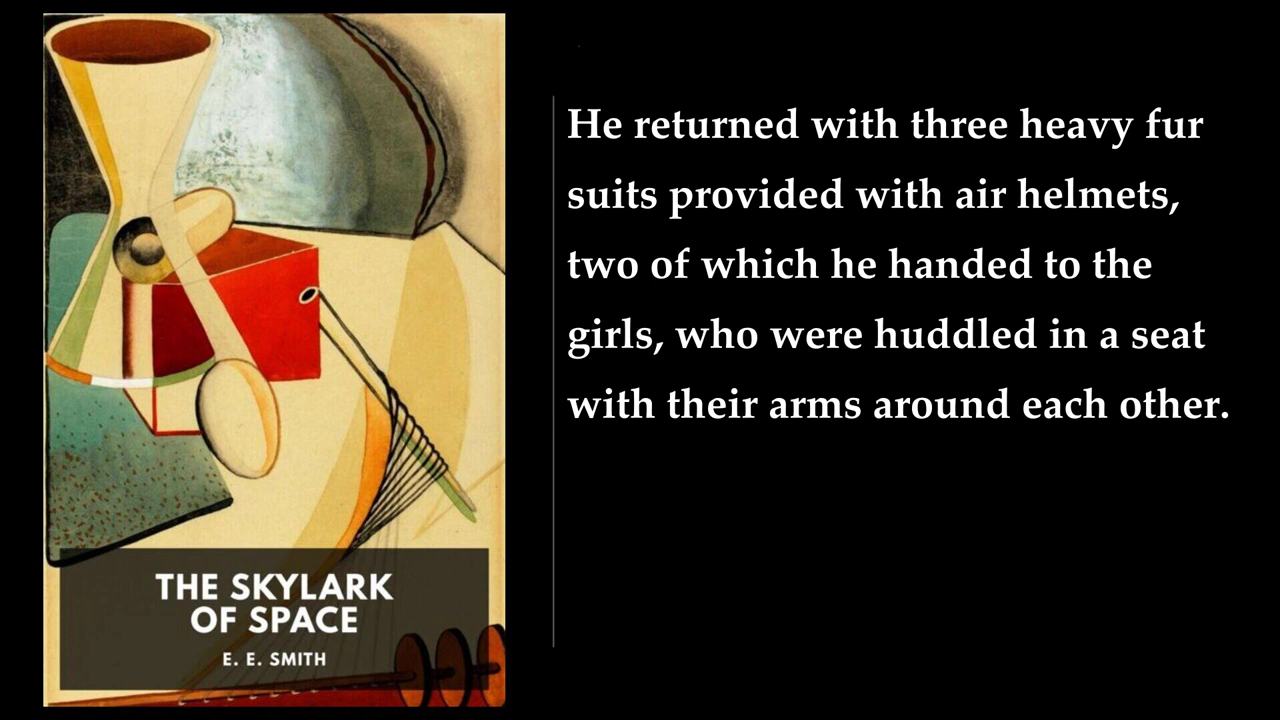 THE SKYLARK
OF SPACE
E. E. SMITH
He returned with three heavy fur
suits provided with air helmets,
two of which he handed to the
girls, who were huddled in a seat
with their arms around each other.